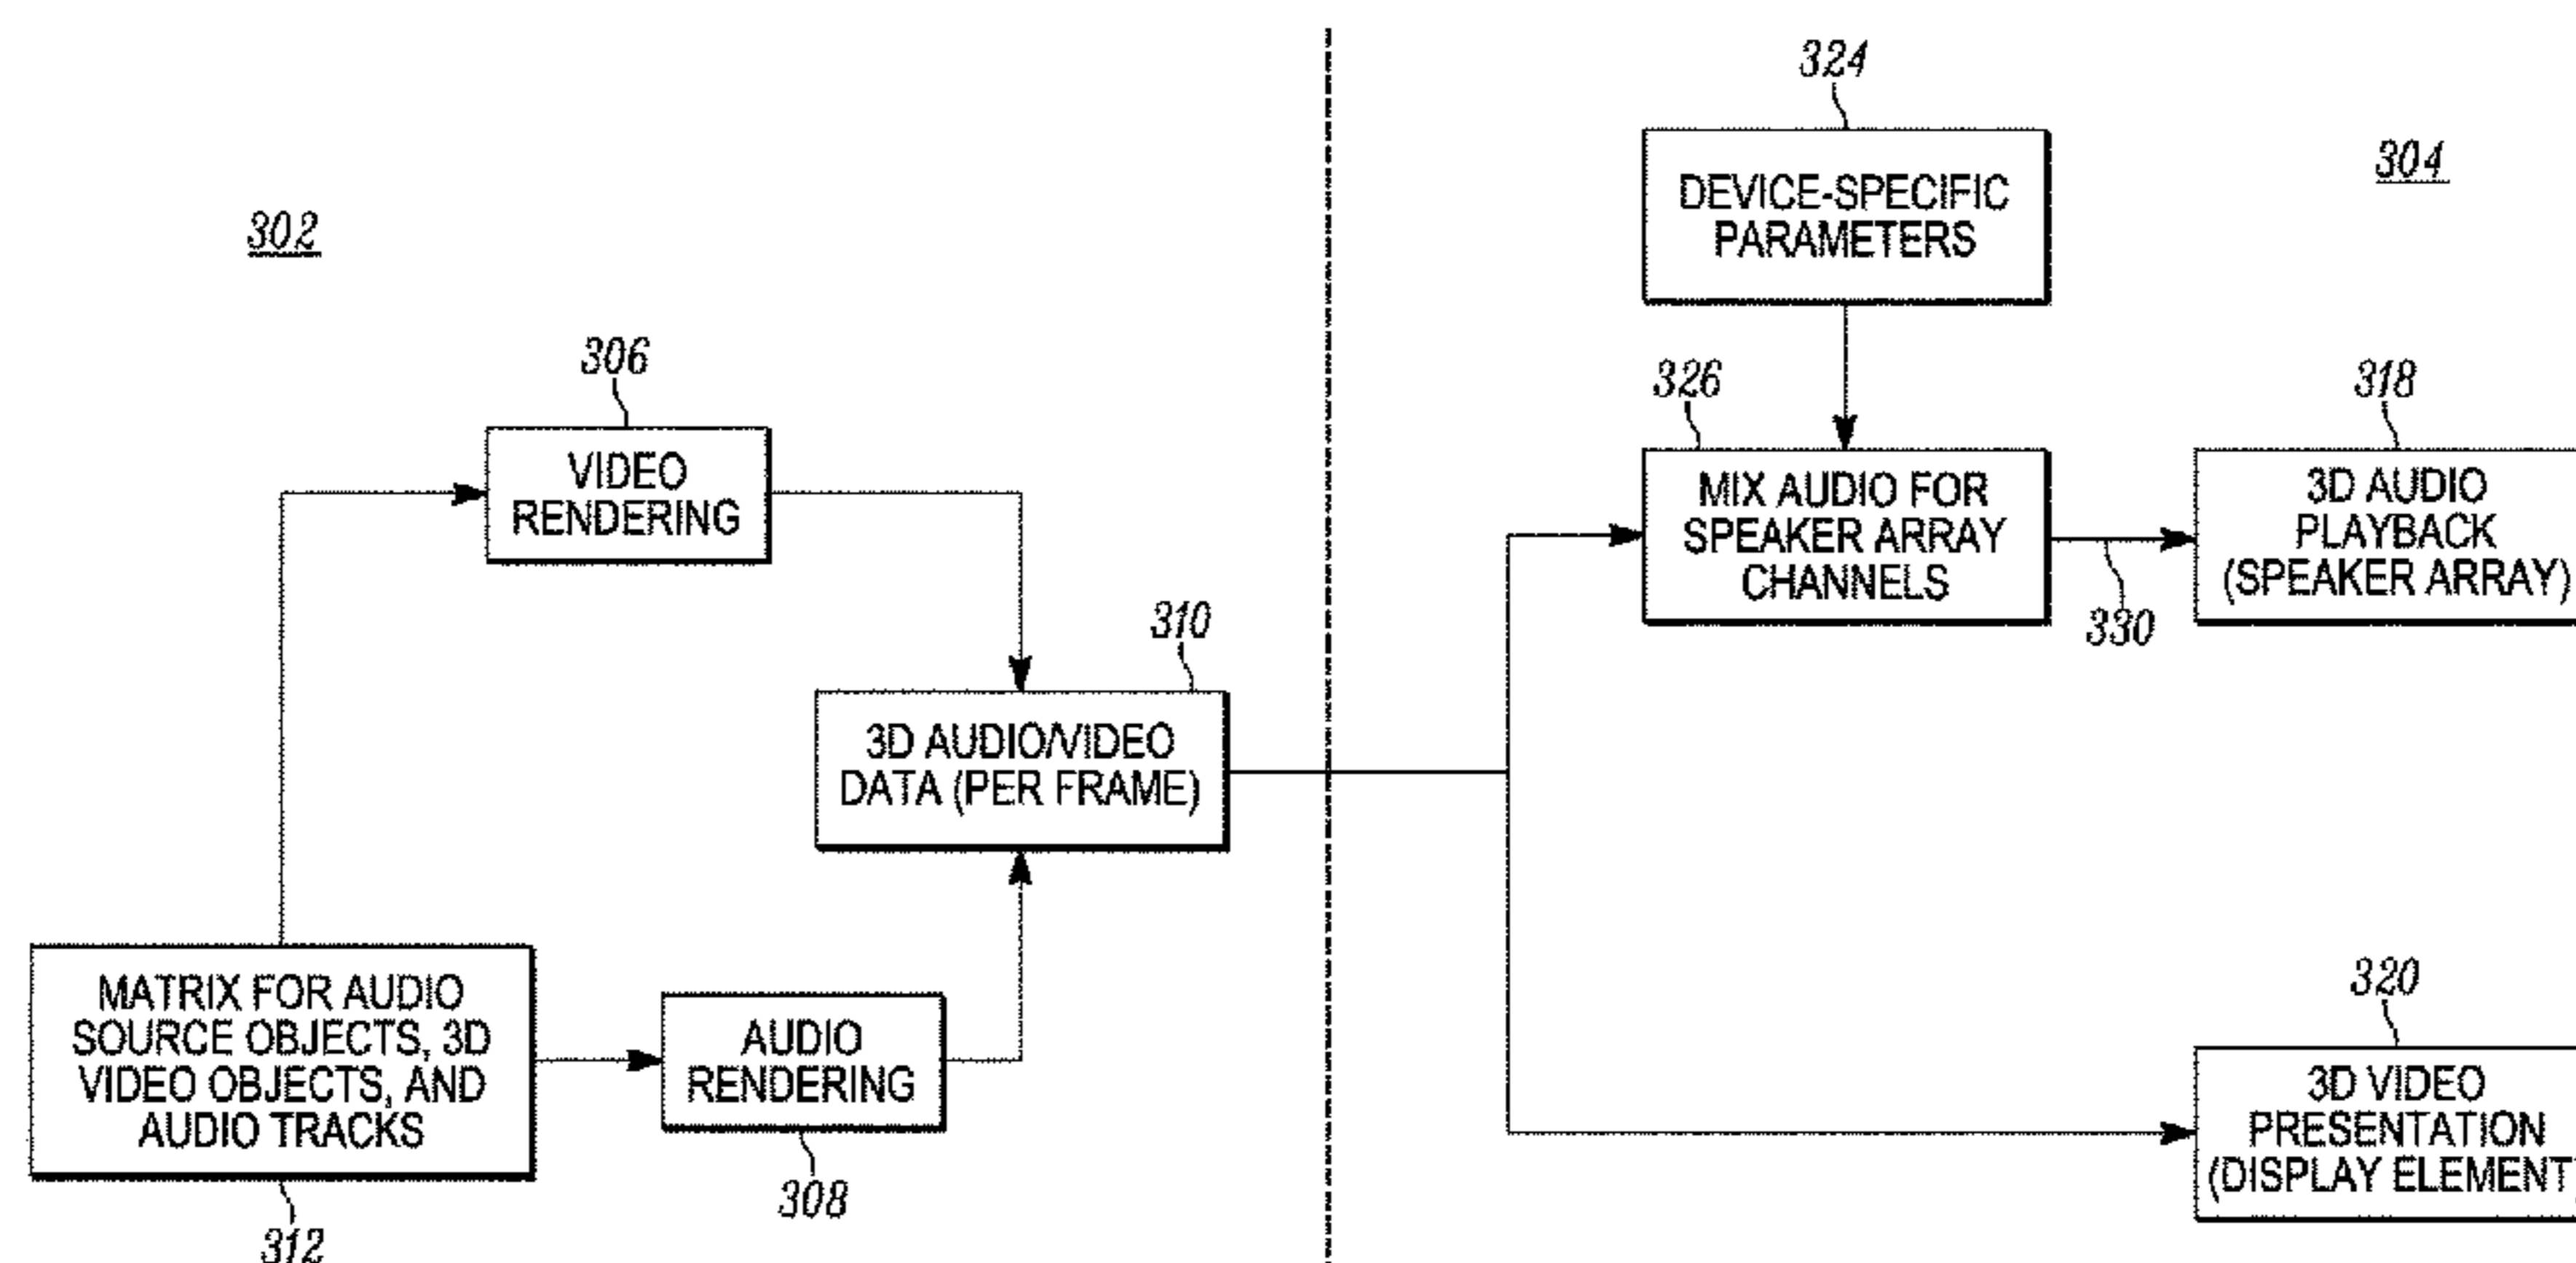 324
DEVICE-SPECIFIC
PARAMETERS
304
302
306
VIDEO
RENDERING
326
MIX AUDIO FOR
SPEAKER ARRAY
CHANNELS
330
318
3D AUDIO
PLAYBACK
(SPEAKER ARRAY)
310
3D AUDIO/VIDEO
DATA (PER FRAME)
MATRIX FOR AUDIO
SOURCE OBJECTS, 3D
VIDEO OBJECTS, AND
AUDIO TRACKS
312
AUDIO
RENDERING
308
320
3D VIDEO
PRESENTATION
(DISPLAY ELEMENT)